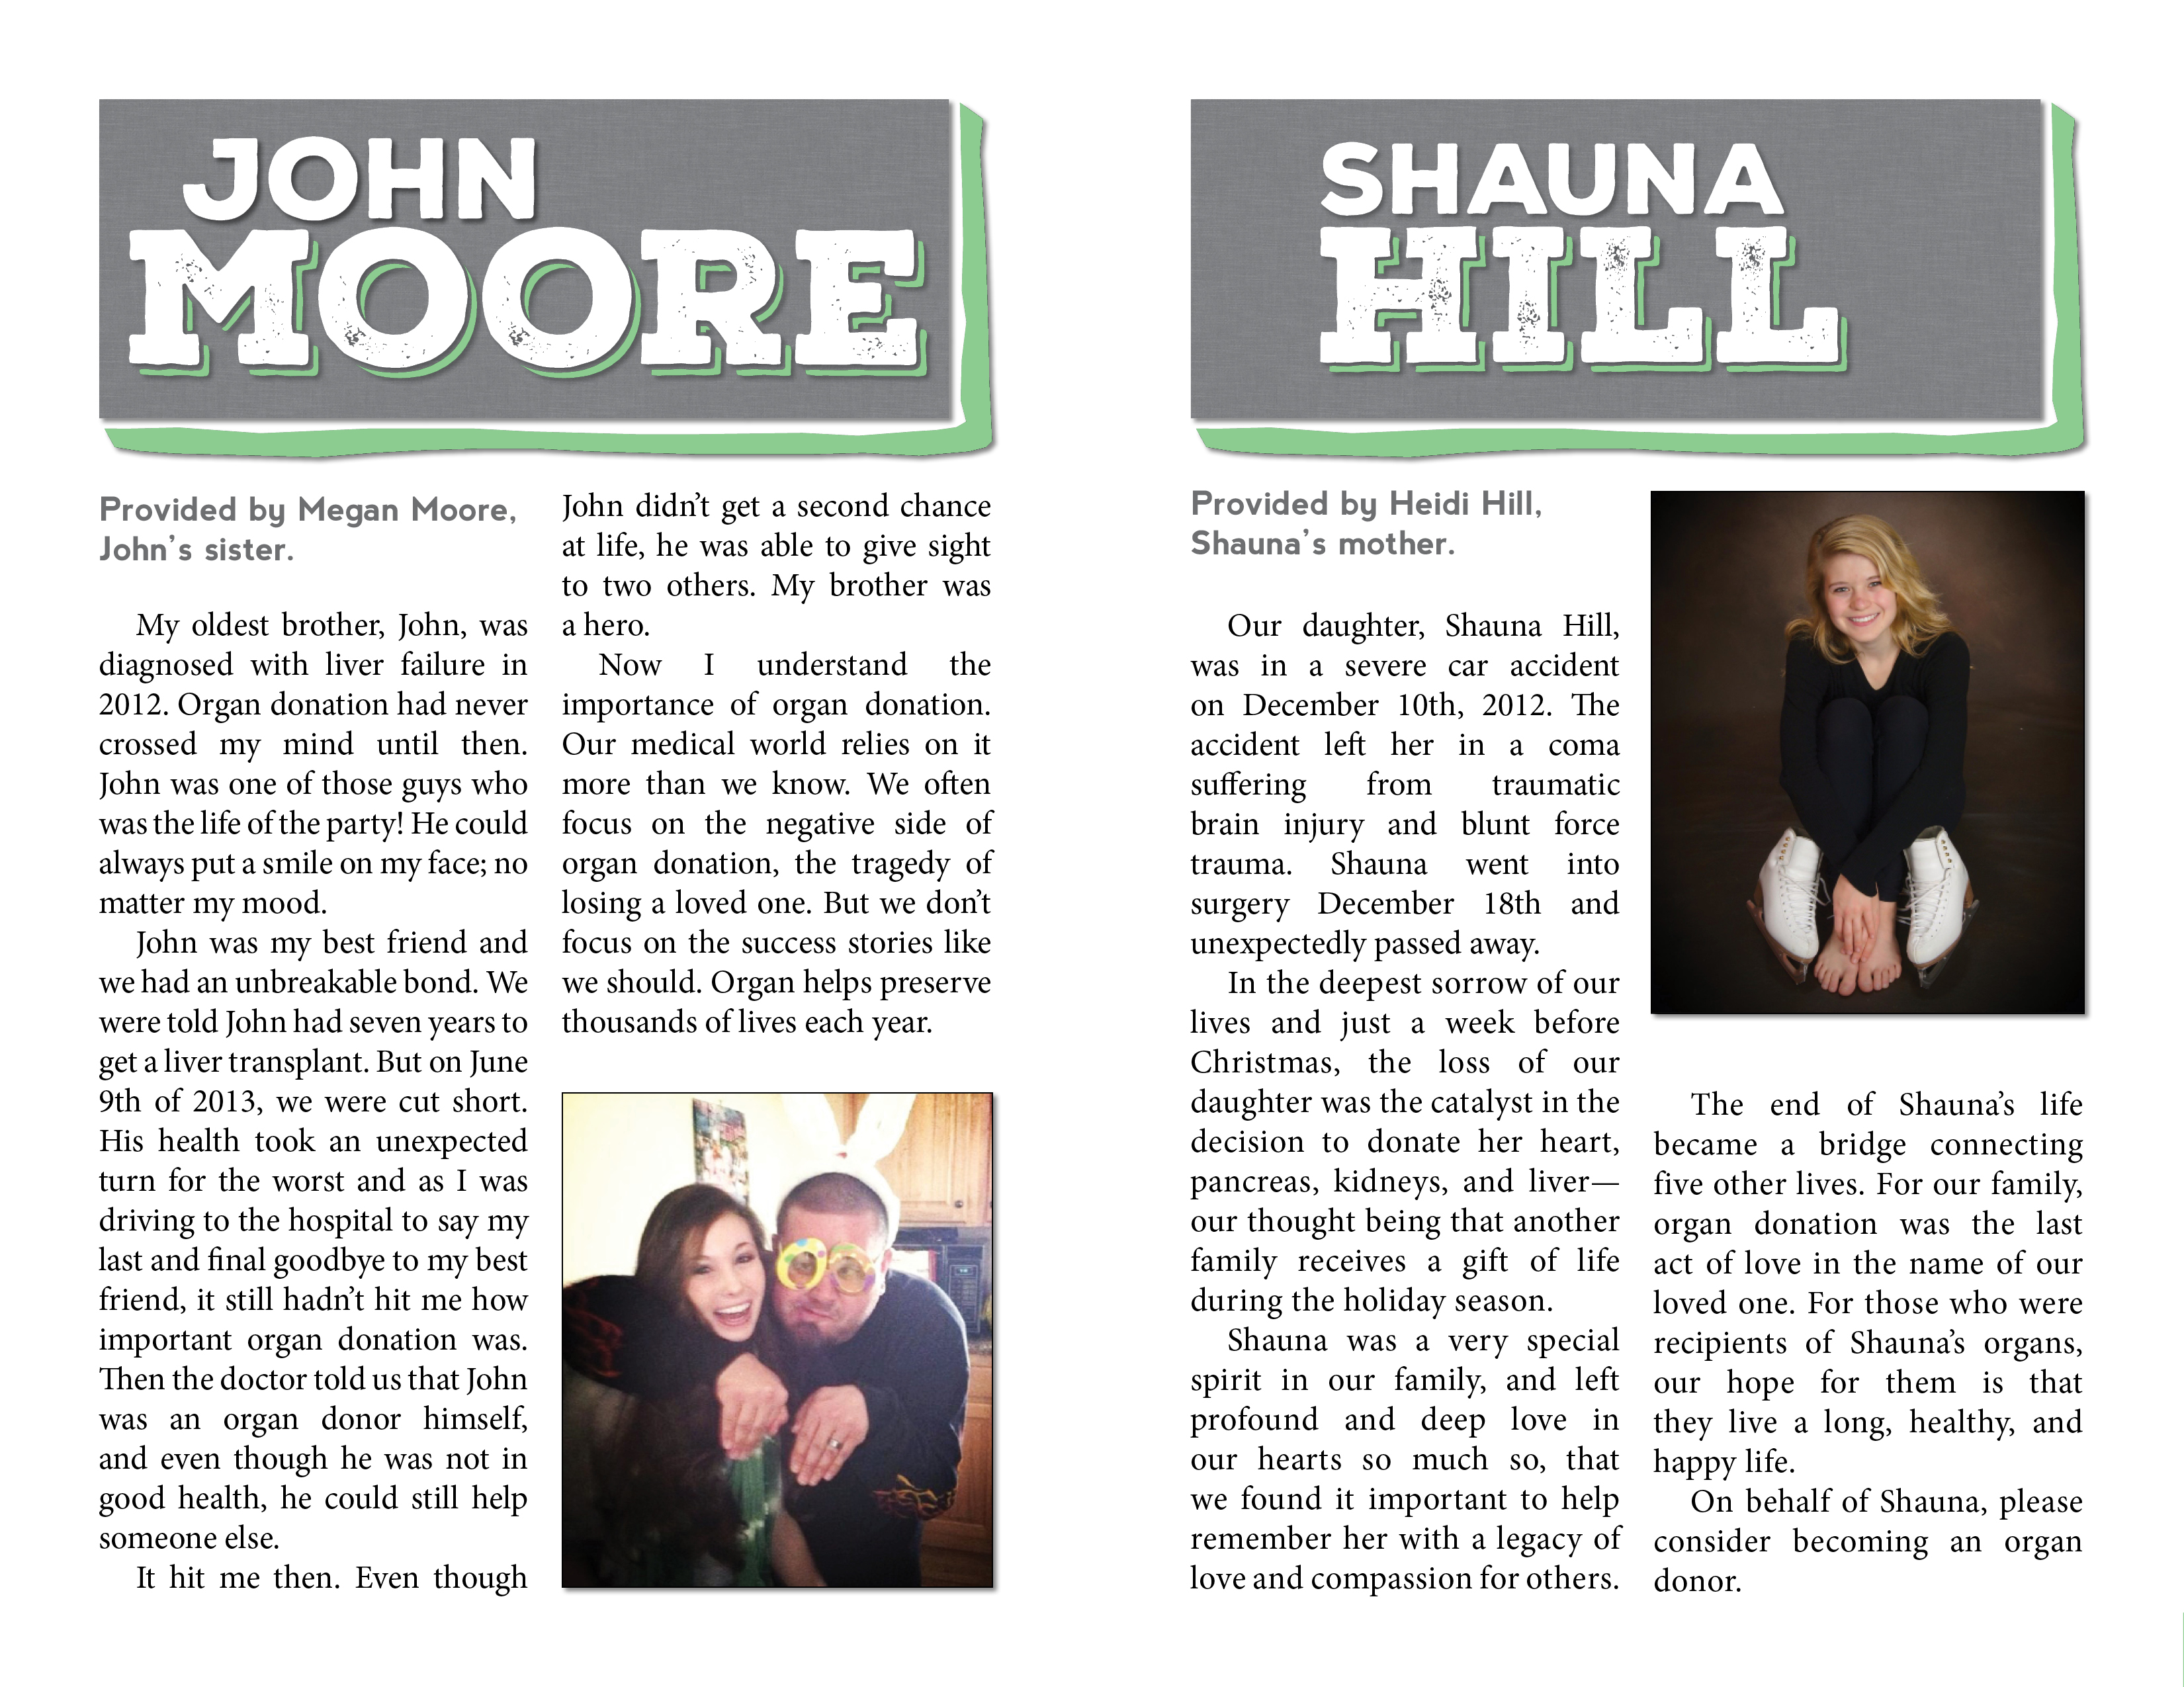 JOHN
MOORE
Provided by Megan Moore,
John's sister.
My oldest brother, John, was
diagnosed with liver failure in
2012. Organ donation had never
crossed my mind until then.
John was one of those guys who
was the life of the party! He could
always put a smile on my face; no
matter my mood.
John was my best friend and
we had an unbreakable bond. We
were told John had seven years to
get a liver transplant. But on June
9th of 2013, we were cut short.
His health took an unexpected
turn for the worst and as I was
driving to the hospital to say my
last and final goodbye to my best
friend, it still hadn't hit me how
important organ donation was.
Then the doctor told us that John
was an organ donor himself,
and even though he was not in
good health, he could still help
someone else.
It hit me then. Even though
John didn't get a second chance
at life, he was able to give sight
to two others. My brother was
a hero.
Now I understand the
importance of organ donation.
Our medical world relies on it
more than we know. We often
focus on the negative side of
organ donation, the tragedy of
losing a loved one. But we don't
focus on the success stories like
we should. Organ helps preserve
thousands of lives each year.
SHAUNA
HILL
Provided by Heidi Hill,
Shauna's mother.
Our daughter, Shauna Hill,
was in a severe car accident
on December 10th, 2012. The
accident left her in a coma
suffering from traumatic
brain injury and blunt force
trauma. Shauna went into
surgery December 18th and
unexpectedly passed away.
In the deepest sorrow of our
lives and just a week before
Christmas, the loss of our
daughter was the catalyst in the
decision to donate her heart,
pancreas, kidneys, and liver—
our thought being that another
family receives a gift of life
during the holiday season.
Shauna was a very special
spirit in our family, and left
profound and deep love in
our hearts so much so, that
we found it important to help
remember her with a legacy of
love and compassion for others.
The end of Shauna's life
became a bridge connecting
five other lives. For our family,
organ donation was the last
act of love in the name of our
loved one. For those who were
recipients of Shauna's organs,
our hope for them is that
they live a long, healthy, and
happy life.
On behalf of Shauna, please
consider becoming an organ
donor.